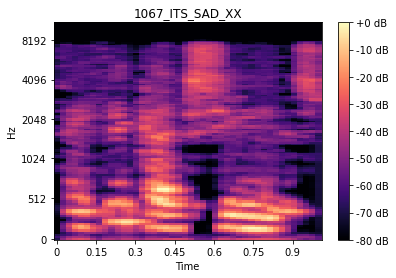 1067_ITS_SAD_XX
+0 dB
-10 dB
-20 dB
-30 dB
-40 dB
-50 dB
-60 dB
-70 dB
-80 dB
8192
4096
2048
1024
512
0
Hz
0
0.15
0.3
0.45
0.6
0.75
0.9
Time